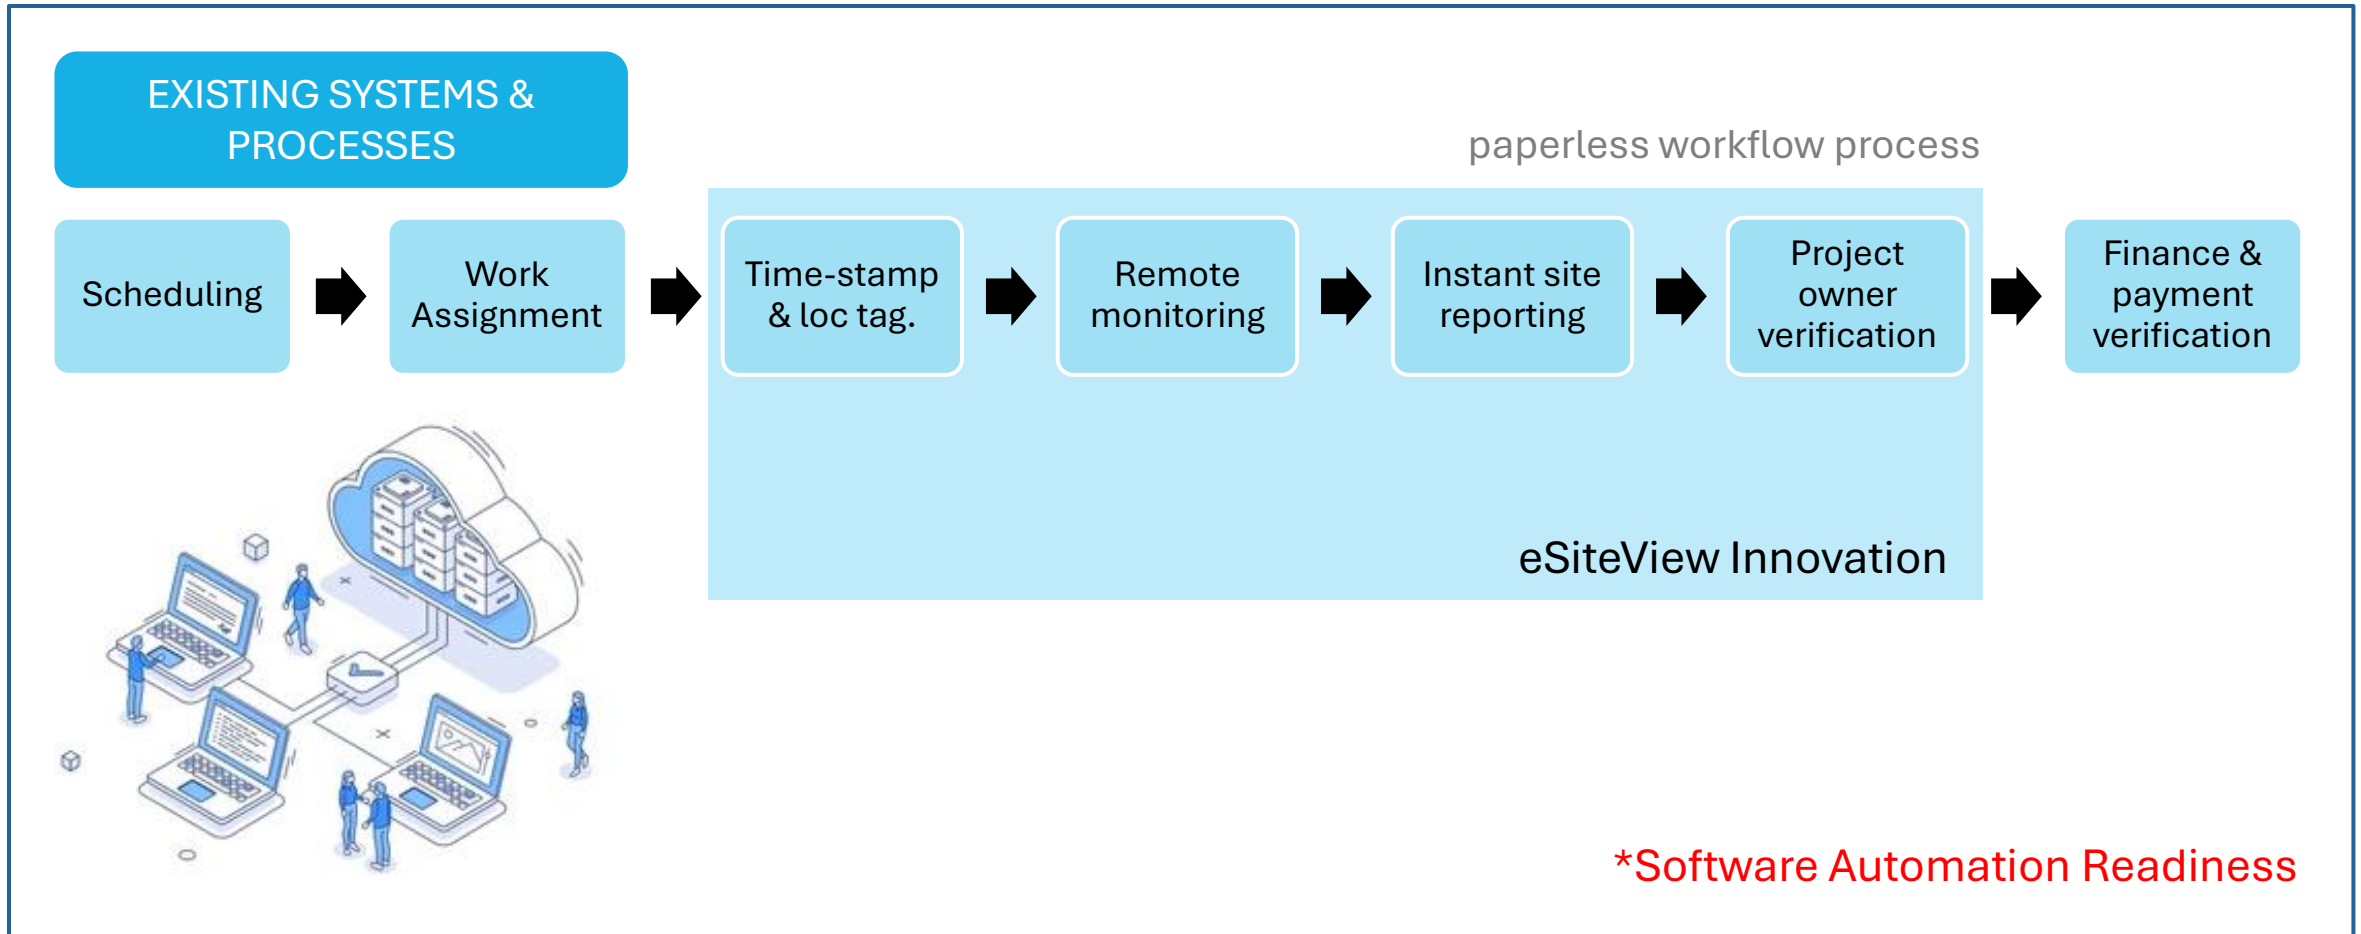 EXISTING SYSTEMS &
PROCESSES
paperless workflow process
Scheduling
Work
Assignment
Time-stamp
& loc tag.
Remote
monitoring
Instant site
reporting
Project
owner
verification
Finance &
payment
verification
eSiteView Innovation
*Software Automation Readiness